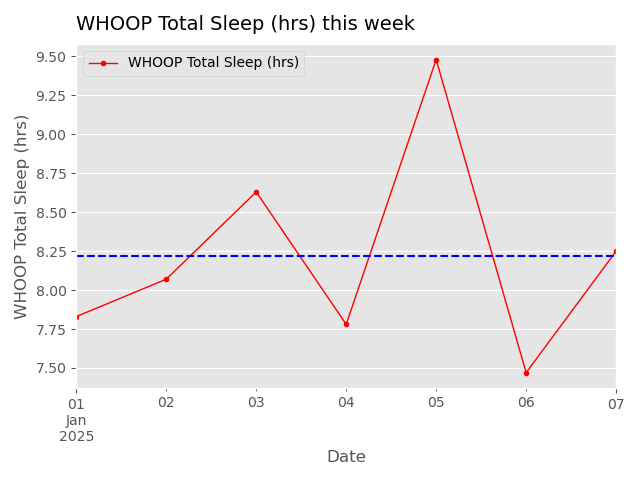 WHOOP Total Sleep (hrs) this week
WHOOP Total Sleep (hrs)
WHOOP Total Sleep (hrs)
9.50
9.25
9.00
8.75
8.50
8.25
8.00
7.75
7.50
01 02 03 04 05 06 07
Jan
2025
Date